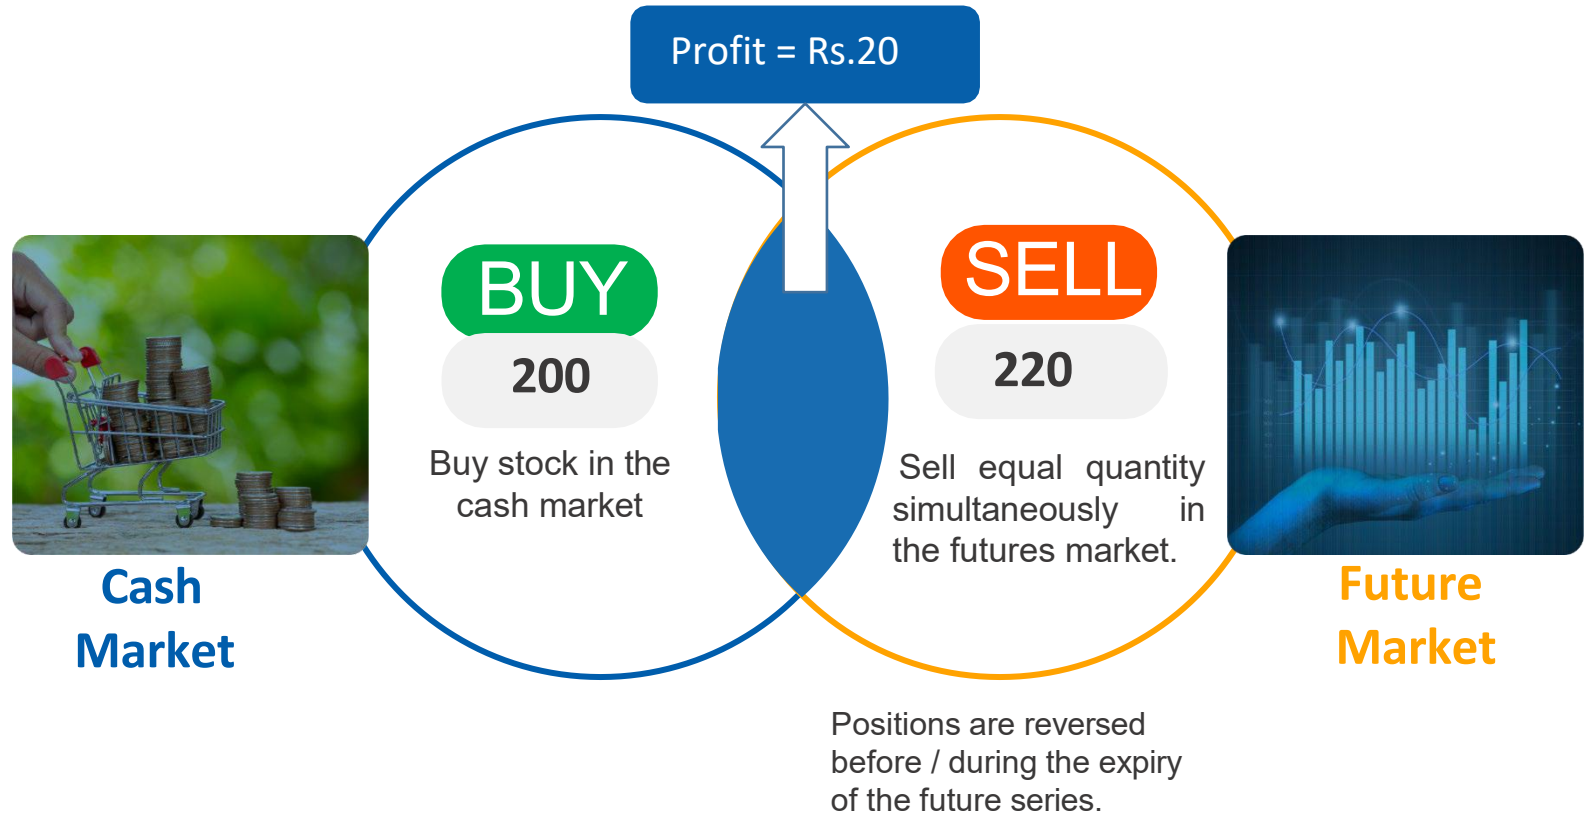 Profit = Rs.20
BUY
200
Buy stock in the
cash market
SELL
220
Sell equal quantity
simultaneously in
the futures market.
Cash
Market
Future
Market
Positions are reversed
before / during the expiry
of the future series.